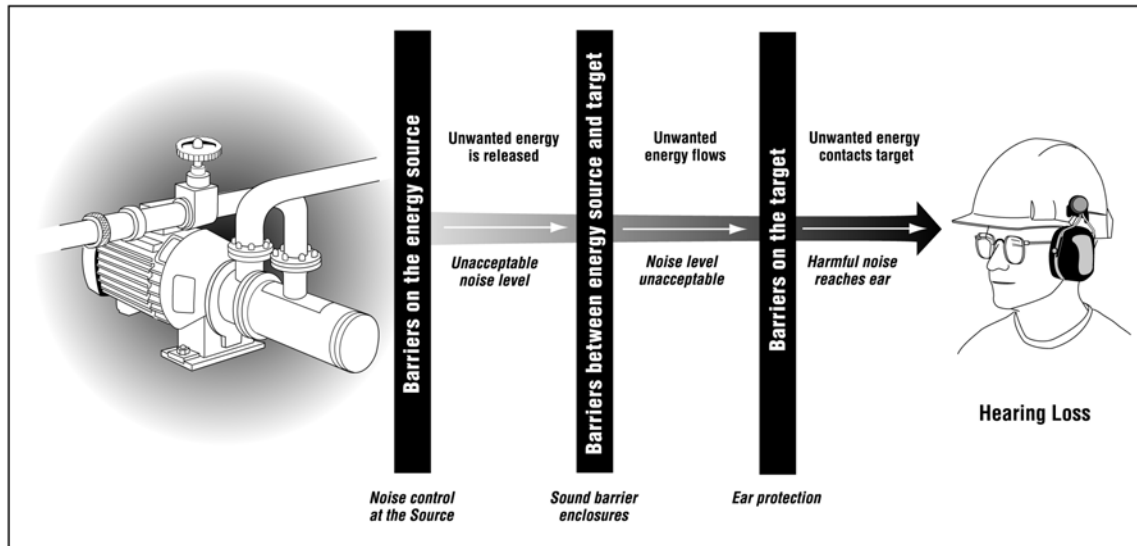 Barriers on the energy source
Noise control
at the Source
Unwanted energy
is released
Unacceptable
noise level
Barriers between energy source and target
Sound barrier
enclosures
Unwanted
energy flows
Noise level
unacceptable
Barriers on the target
Ear protection
Unwanted energy
contacts target
Harmful noise
reaches ear
Hearing Loss